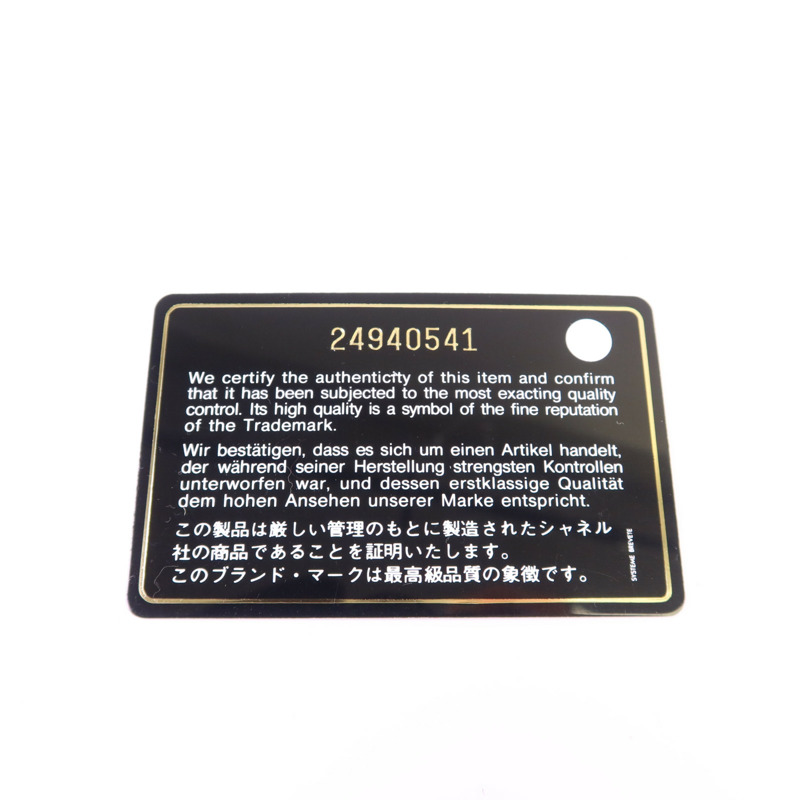 24940541
We certify the authenticity of this item and confirm
that it has been subjected to the most exacting quality
control. Its high quality is a symbol of the fine reputation
of the Trademark.
Wir bestätigen, dass es sich um einen Artikel handelt,
der während seiner Herstellung strengsten Kontrollen
unterworfen war, und dessen erstklassige Qualität
dem hohen Ansehen unserer Marke entspricht.
この製品は厳しい管理のもとに製造されたシャネル
社の商品であることを証明いたします。
このブランド・マークは最高級品質の象徴です。
SYSTEME BREVETE